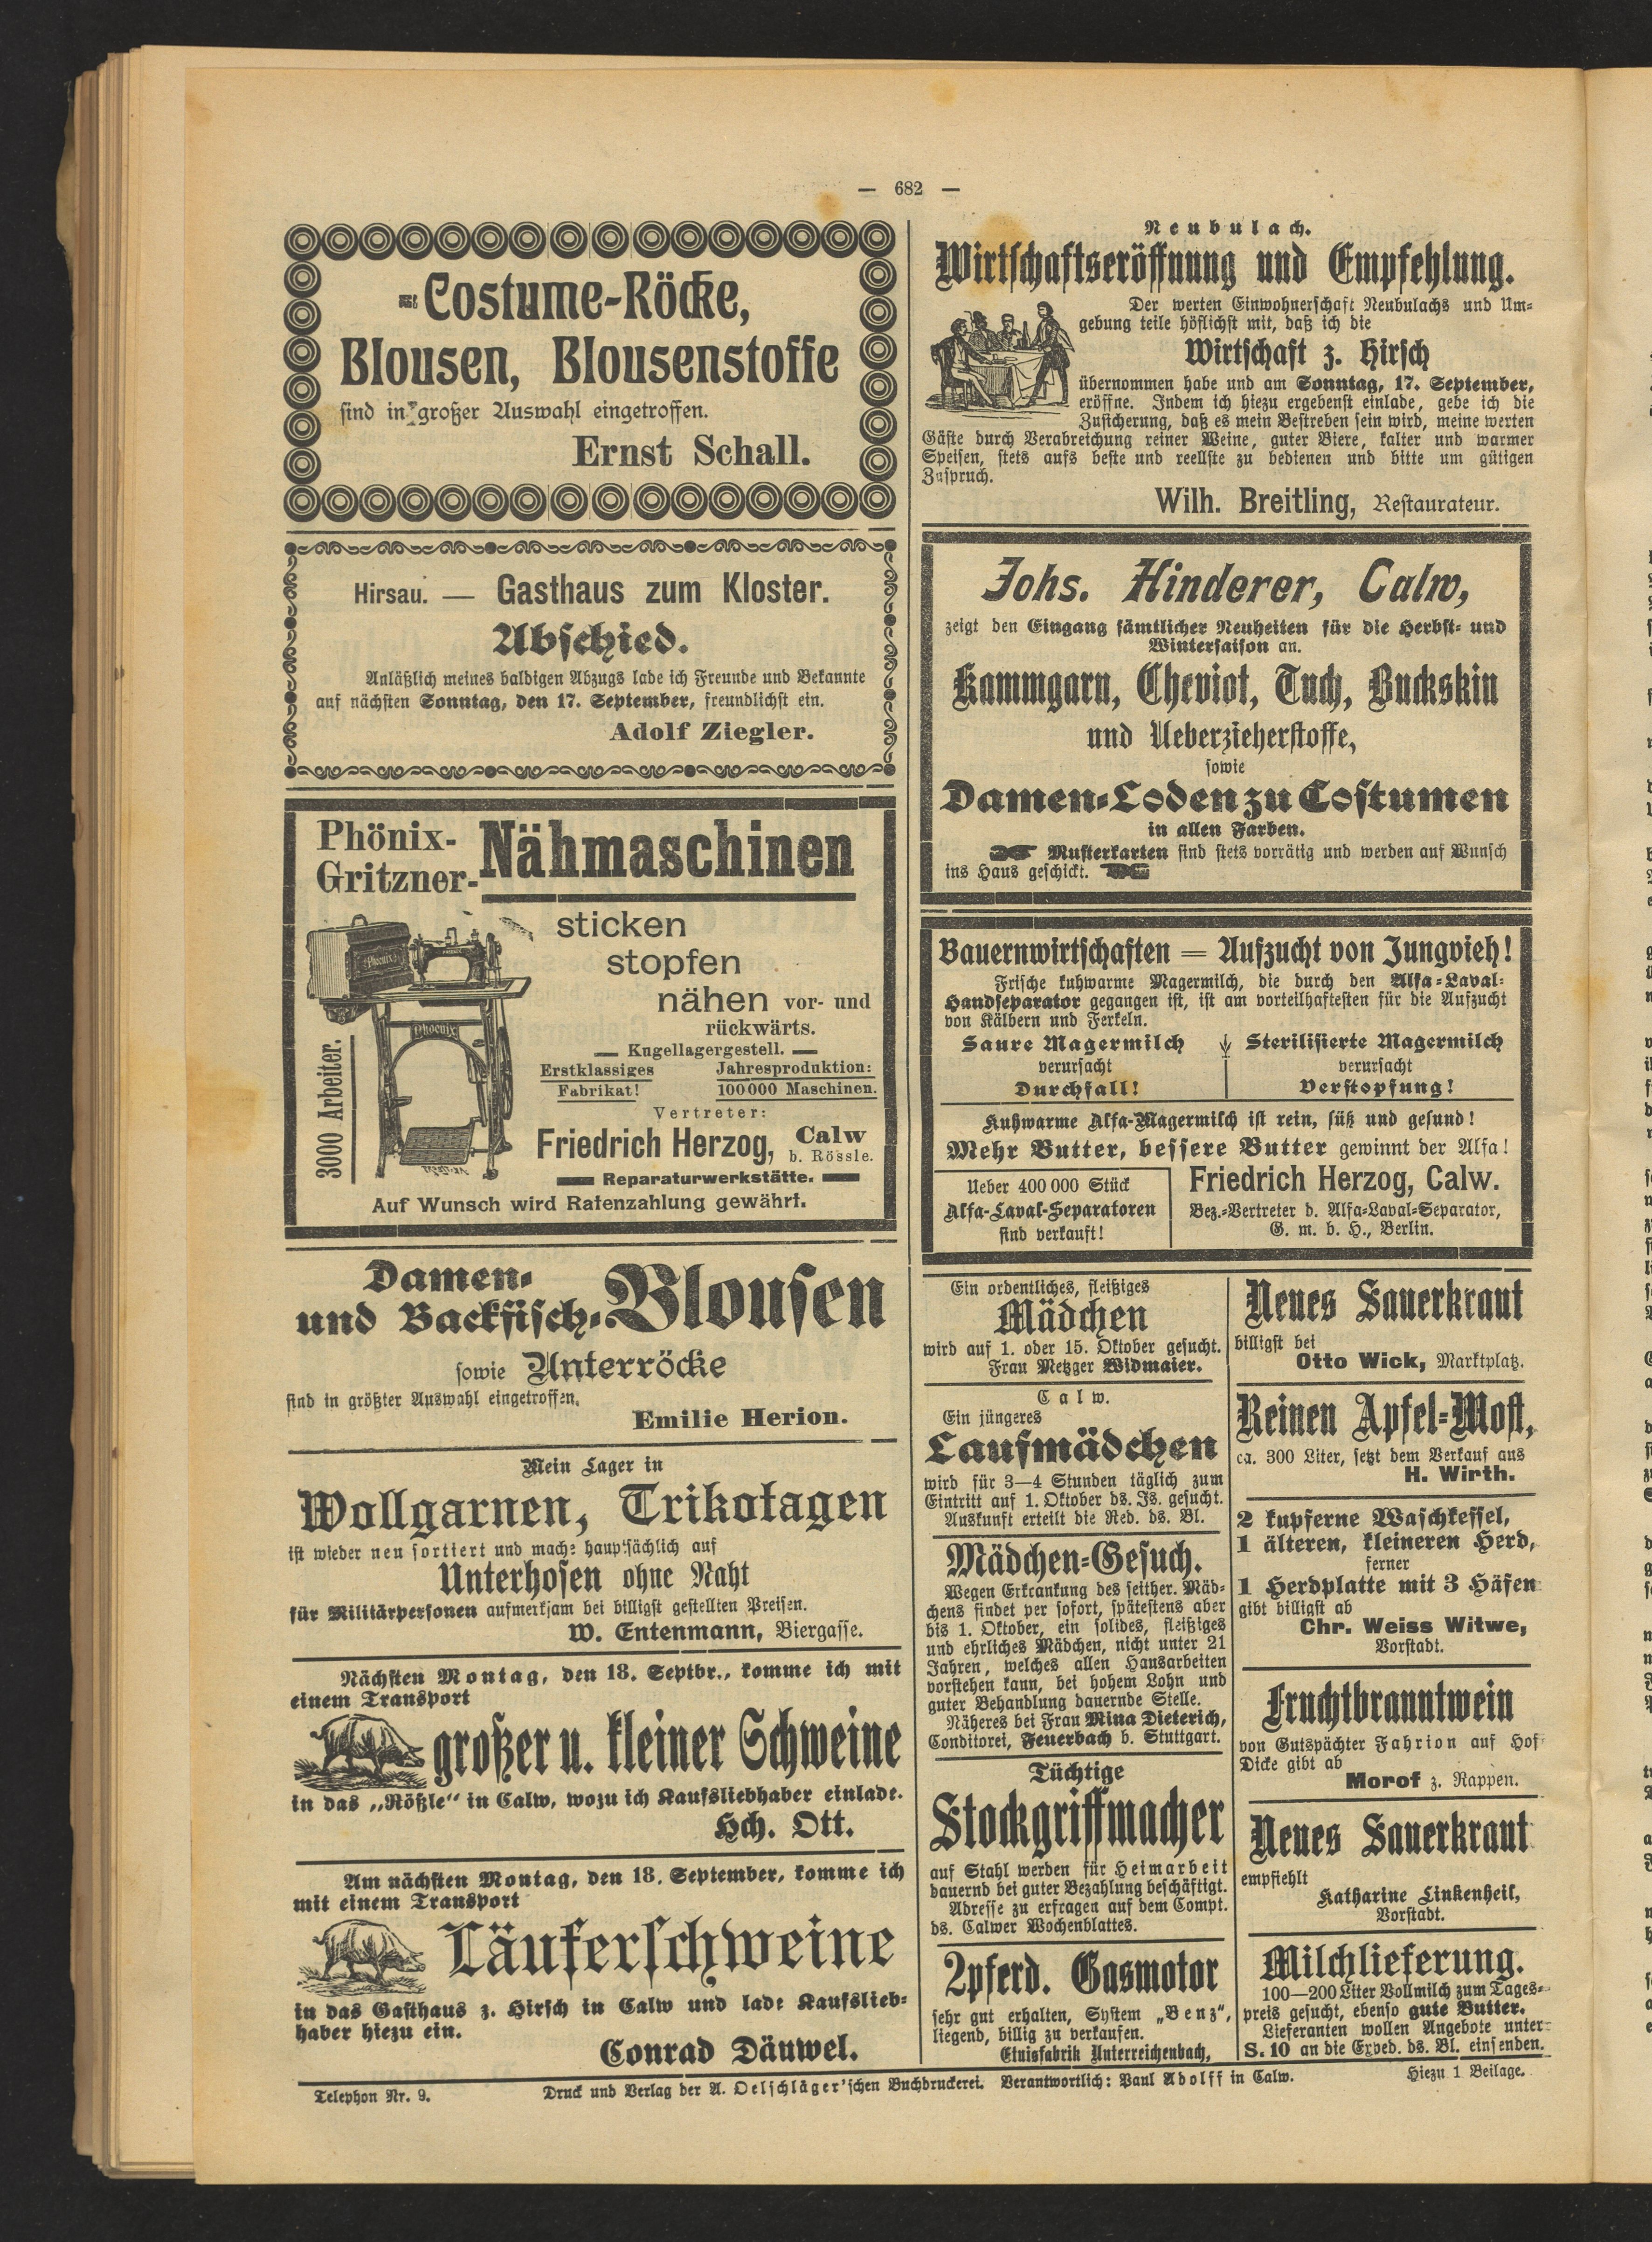 — 682 —
Costume-Röcke,
Blousen, Blousenstoffe
sind in großer Auswahl eingetroffen.
Ernst Schall.
Hirsau. — Gasthaus zum Kloster.
Abschied.
Anläßlich meines baldigen Abzugs lade ich Freunde und Bekannte
auf nächsten Sonntag, den 17. September, freundlichst ein.
Adolf Ziegler.
Phönix-
Gritzner-
Nähmaschinen
Phoenix
Phoenix
sticken
stopfen
nähen vor- und
rückwärts.
Kugellagergestell.
Erstklassiges
Fabrikat!
Jahresproduktion:
100000 Maschinen.
3000 Arbeiter.
Vertreter:
Friedrich Herzog, Calw
b. Rössle.
Reparaturwerkstätte.
Auf Wunsch wird Ratenzahlung gewährt.
Damen-
und Backfisch-Blousen
sowie Unterröcke
sind in größter Auswahl eingetroffen.
Emilie Herion.
Mein Lager in
Wollgarnen, Trikotagen
ist wieder neu sortiert und mache hauptsächlich auf
Unterhosen ohne Naht
für Militärpersonen aufmerksam bei billigst gestellten Preisen.
W. Entenmann, Biergasse.
Nächsten Montag, den 18. Septbr., komme ich mit
einem Transport
großer u. kleiner Schweine
in das „Rößle“ in Calw, wozu ich Kaufsliebhaber einlade.
Hch. Ott.
Am nächsten Montag, den 18. September, komme ich
mit einem Transport
Läuferschweine
in das Gasthaus z. Hirsch in Calw und lade Kaufslieb-
haber hiezu ein.
Conrad Däuwel.
Neubulach.
Wirtschaftseröffnung und Empfehlung.
Der werten Einwohnerschaft Neubulachs und Um-
gebung teile höflichst mit, daß ich die
Wirtschaft z. Hirsch
übernommen habe und am Sonntag, 17. September,
eröffne. Indem ich hiezu ergebenst einlade, gebe ich die
Zusicherung, daß es mein Bestreben sein wird, meine werten
Gäste durch Verabreichung reiner Weine, guter Biere, kalter und warmer
Speisen, stets aufs beste und reellste zu bedienen und bitte um gütigen
Zuspruch.
Wilh. Breitling, Restaurateur.
Johs. Hinderer, Calw,
zeigt den Eingang sämtlicher Neuheiten für die Herbst- und
Wintersaison an.
Kammgarn, Cheviot, Tuch, Buckskin
und Ueberzieherstoffe,
sowie
Damen-Loden zu Costumen
in allen Farben.
Musterkarten sind stets vorrätig und werden auf Wunsch
ins Haus geschickt.
Bauernwirtschaften = Aufzucht von Jungvieh!
Frische kuhwarme Magermilch, die durch den Alfa-Laval-
Handseparator gegangen ist, ist am vorteilhaftesten für die Aufzucht
von Kälbern und Ferkeln.
Saure Magermilch
verursacht
Durchfall!
Sterilisierte Magermilch
verursacht
Verstopfung!
Kuhwarme Alfa-Magermilch ist rein, süß und gesund!
Mehr Butter, bessere Butter gewinnt der Alfa!
Ueber 400 000 Stück
Alfa-Laval-Separatoren
sind verkauft!
Friedrich Herzog, Calw.
Bez.-Vertreter d. Alfa-Laval-Separator,
G. m. b. H., Berlin.
Ein ordentliches, fleißiges
Mädchen
wird auf 1. oder 15. Oktober gesucht.
Frau Metzger Widmaier.
Calw.
Ein jüngeres
Laufmädchen
wird für 3—4 Stunden täglich zum
Eintritt auf 1. Oktober ds. Js. gesucht.
Auskunft erteilt die Red. ds. Bl.
Mädchen-Gesuch.
Wegen Erkrankung des seither. Mäd-
chens findet per sofort, spätestens aber
bis 1. Oktober, ein solides, fleißiges
und ehrliches Mädchen, nicht unter 21
Jahren, welches allen Hausarbeiten
vorstehen kann, bei hohem Lohn und
guter Behandlung dauernde Stelle.
Näheres bei Frau Mina Dieterich,
Conditorei, Feuerbach b. Stuttgart.
Tüchtige
Stockgriffmacher
auf Stahl werden für Heimarbeit
dauernd bei guter Bezahlung beschäftigt.
Adresse zu erfragen auf dem Compt.
ds. Calwer Wochenblattes.
2pferd. Gasmotor
sehr gut erhalten, System „Benz“,
liegend, billig zu verkaufen.
Etuisfabrik Unterreichenbach,
Neues Sauerkraut
billigst bei
Otto Wick, Marktplatz.
Reinen Apfel-Most,
ca. 300 Liter, setzt dem Verkauf aus
H. Wirth.
2 kupferne Waschkessel,
1 älteren, kleineren Herd,
ferner
1 Herdplatte mit 3 Häfen
gibt billigst ab
Chr. Weiss Witwe,
Vorstadt.
Fruchtbranntwein
von Gutspächter Fahrion auf Hof
Dicke gibt ab
Morof z. Rappen.
Neues Sauerkraut
empfiehlt
Katharine Linkenheil,
Vorstadt.
Milchlieferung.
100—200 Liter Vollmilch zum Tages-
preis gesucht, ebenso gute Butter.
Lieferanten wollen Angebote unter
S. 10 an die Exped. ds. Bl. einsenden.
Telephon Nr. 9.
Druck und Verlag der A. Oelschläger'schen Buchdruckerei. Verantwortlich: Paul Adolff in Calw.
Hiezu 1 Beilage.